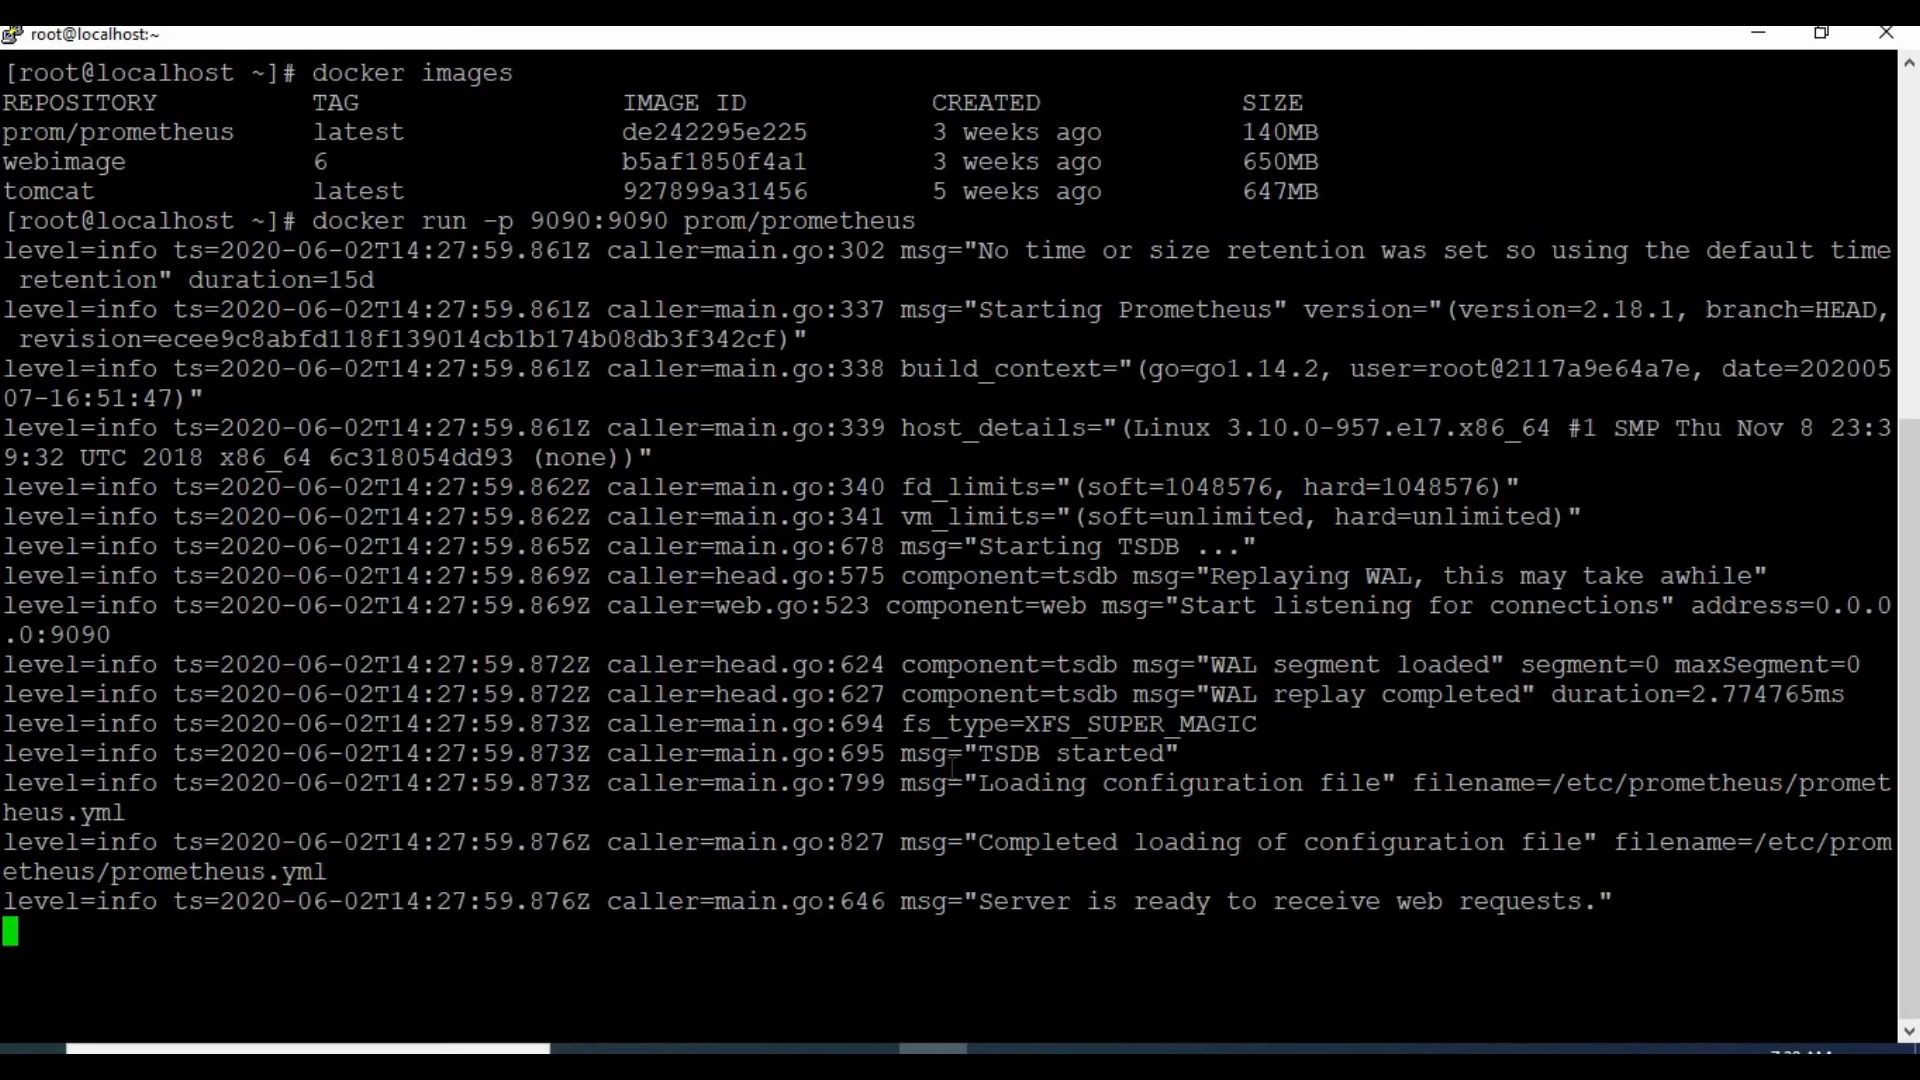 root@localhost:~
[root@localhost ~]# docker images
REPOSITORY TAG IMAGE ID CREATED SIZE
prom/prometheus latest de242295e225 3 weeks ago 140MB
webimage 6 b5af1850f4a1 3 weeks ago 650MB
tomcat latest 927899a31456 5 weeks ago 647MB
[root@localhost ~]# docker run -p 9090:9090 prom/prometheus
level=info ts=2020-06-02T14:27:59.861Z caller=main.go:302 msg="No time or size retention was set so using the default time
 retention" duration=15d
level=info ts=2020-06-02T14:27:59.861Z caller=main.go:337 msg="Starting Prometheus" version="(version=2.18.1, branch=HEAD,
 revision=ecee9c8abfd118f139014cb1b174b08db3f342cf)"
level=info ts=2020-06-02T14:27:59.861Z caller=main.go:338 build_context="(go=go1.14.2, user=root@2117a9e64a7e, date=202005
07-16:51:47)"
level=info ts=2020-06-02T14:27:59.861Z caller=main.go:339 host_details="(Linux 3.10.0-957.el7.x86_64 #1 SMP Thu Nov 8 23:3
9:32 UTC 2018 x86_64 6c318054dd93 (none))"
level=info ts=2020-06-02T14:27:59.862Z caller=main.go:340 fd_limits="(soft=1048576, hard=1048576)"
level=info ts=2020-06-02T14:27:59.862Z caller=main.go:341 vm_limits="(soft=unlimited, hard=unlimited)"
level=info ts=2020-06-02T14:27:59.865Z caller=main.go:678 msg="Starting TSDB ..."
level=info ts=2020-06-02T14:27:59.869Z caller=head.go:575 component=tsdb msg="Replaying WAL, this may take awhile"
level=info ts=2020-06-02T14:27:59.869Z caller=web.go:523 component=web msg="Start listening for connections" address=0.0.0
.0:9090
level=info ts=2020-06-02T14:27:59.872Z caller=head.go:624 component=tsdb msg="WAL segment loaded" segment=0 maxSegment=0
level=info ts=2020-06-02T14:27:59.872Z caller=head.go:627 component=tsdb msg="WAL replay completed" duration=2.774765ms
level=info ts=2020-06-02T14:27:59.873Z caller=main.go:694 fs_type=XFS_SUPER_MAGIC
level=info ts=2020-06-02T14:27:59.873Z caller=main.go:695 msg="TSDB started"
level=info ts=2020-06-02T14:27:59.873Z caller=main.go:799 msg="Loading configuration file" filename=/etc/prometheus/promet
heus.yml
level=info ts=2020-06-02T14:27:59.876Z caller=main.go:827 msg="Completed loading of configuration file" filename=/etc/prom
etheus/prometheus.yml
level=info ts=2020-06-02T14:27:59.876Z caller=main.go:646 msg="Server is ready to receive web requests."